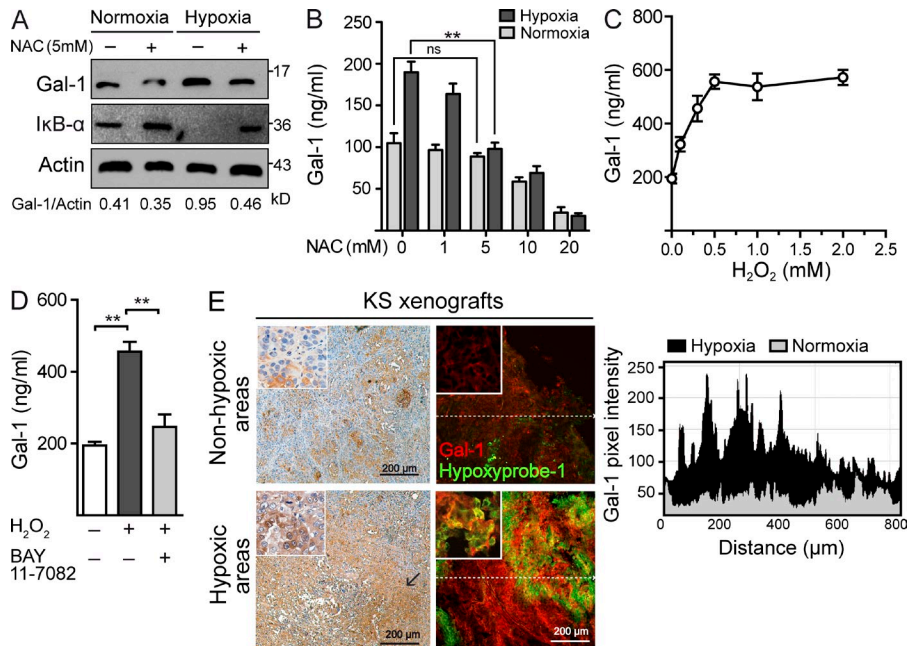 A
Normoxia Hypoxia
NAC (5mM) – + – +
Gal-1
17
IκB-α
36
Actin
43
Gal-1/Actin 0.41 0.35 0.95 0.46 kD
B
Hypoxia
Normoxia
**
ns
Gal-1 (ng/ml)
250
200
150
100
50
0
NAC (mM) 0 1 5 10 20
C
Gal-1 (ng/ml)
800
600
400
200
0.0 0.5 1.0 1.5 2.0 2.5
H2O2 (mM)
D
Gal-1 (ng/ml)
600
400
200
0
** **
H2O2 – + +
BAY
11-7082 – – +
E
KS xenografts
Non-hypoxic
areas
200 µm
Gal-1
Hypoxyprobe-1
Hypoxic
areas
200 µm
200 µm
Hypoxia Normoxia
Gal-1 pixel intensity
250
200
150
100
50
0 200 400 600 800
Distance (µm)